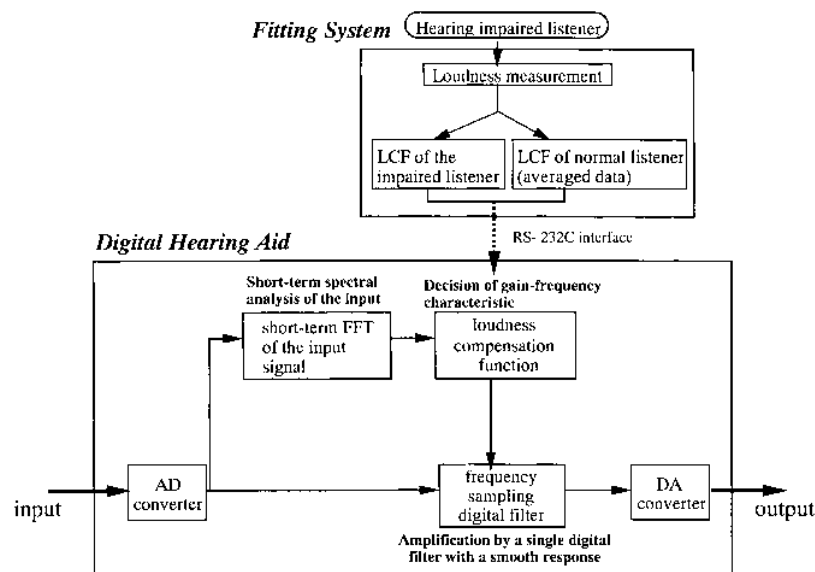 Fitting System
Hearing impaired listener
Loudness measurement
LCF of the
impaired listener
LCF of normal listener
(averaged data)
RS- 232C interface
Digital Hearing Aid
Short-term spectral
analysis of the input
Decision of gain-frequency
characteristic
short-term FFT
of the input
signal
loudness
compensation
function
input
AD
converter
frequency
sampling
digital filter
DA
converter
output
Amplification by a single digital
filter with a smooth response